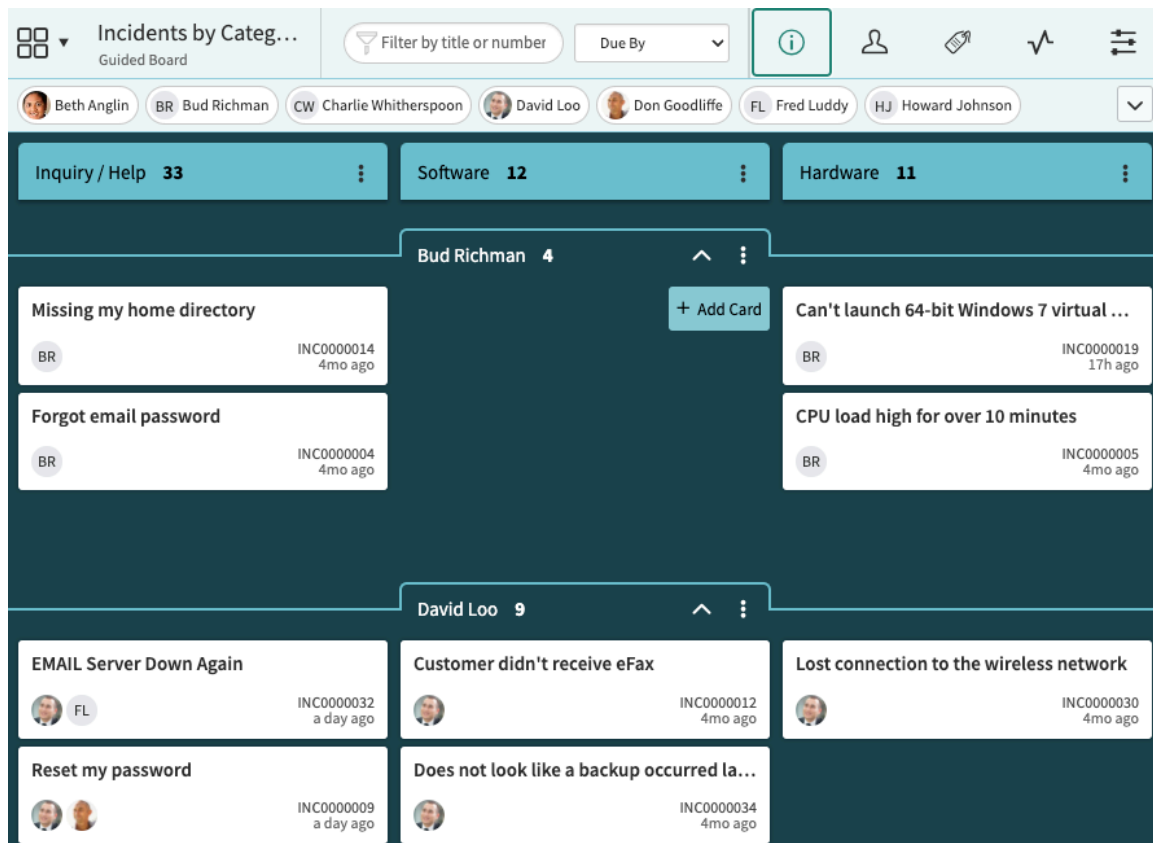 Incidents by Categ...
Guided Board
Filter by title or number
Due By
Beth Anglin
BR Bud Richman
CW Charlie Whitherspoon
David Loo
Don Goodliffe
FL Fred Luddy
HJ Howard Johnson
Inquiry / Help 33
Software 12
Hardware 11
Bud Richman 4
Missing my home directory
BR
INC0000014
4mo ago
+ Add Card
Can't launch 64-bit Windows 7 virtual ...
BR
INC0000019
17h ago
Forgot email password
BR
INC0000004
4mo ago
CPU load high for over 10 minutes
BR
INC0000005
4mo ago
David Loo 9
EMAIL Server Down Again
FL
INC0000032
a day ago
Customer didn't receive eFax
INC0000012
4mo ago
Lost connection to the wireless network
INC0000030
4mo ago
Reset my password
INC0000009
a day ago
Does not look like a backup occurred la...
INC0000034
4mo ago